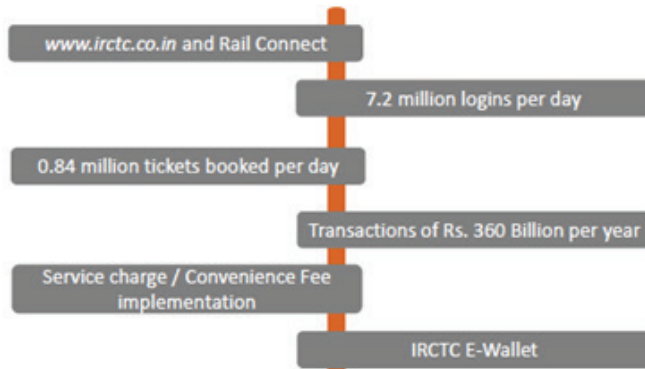 www.irctc.co.in and Rail Connect
7.2 million logins per day
0.84 million tickets booked per day
Transactions of Rs. 360 Billion per year
Service charge / Convenience Fee
implementation
IRCTC E-Wallet